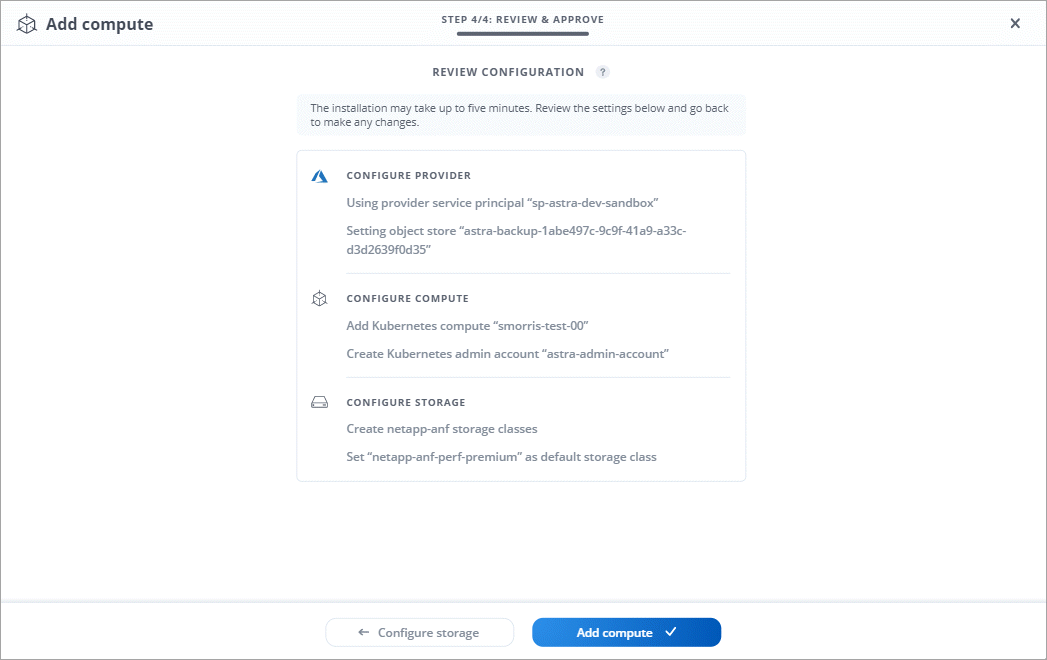 Add compute
STEP 4/4: REVIEW & APPROVE
REVIEW CONFIGURATION ?
The installation may take up to five minutes. Review the settings below and go back
to make any changes.
CONFIGURE PROVIDER
Using provider service principal “sp-astra-dev-sandbox”
Setting object store “astra-backup-1abe497c-9c9f-41a9-a33c-
d3d2639f0d35”
CONFIGURE COMPUTE
Add Kubernetes compute “smorris-test-00”
Create Kubernetes admin account “astra-admin-account”
CONFIGURE STORAGE
Create netapp-anf storage classes
Set “netapp-anf-perf-premium” as default storage class
Configure storage
Add compute